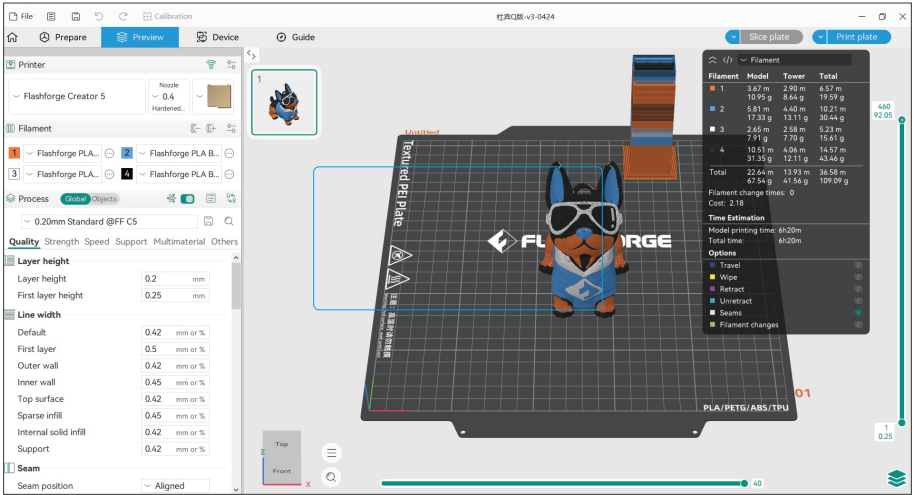 File
Calibration
杜宾Q版-v3-0424
Prepare
Preview
Device
Guide
Slice plate
Print plate
Printer
Flashforge Creator 5
Nozzle
0.4
Hardened...
Filament
1 Flashforge PLA...
2 Flashforge PLA B...
3 Flashforge PLA...
4 Flashforge PLA B...
Process
Global Objects
0.20mm Standard @FF C5
Quality Strength Speed Support Multimaterial Others
Layer height
Layer height 0.2 mm
First layer height 0.25 mm
Line width
Default 0.42 mm or %
First layer 0.5 mm or %
Outer wall 0.42 mm or %
Inner wall 0.45 mm or %
Top surface 0.42 mm or %
Sparse infill 0.45 mm or %
Internal solid infill 0.42 mm or %
Support 0.42 mm or %
Seam
Seam position Aligned
1
Untitled
Textured PEI Plate
FL RGE
01
PLA/PETG/ABS/TPU
Top
Front
Z
X
40
Filament
Filament Model Tower Total
1 3.67 m 2.90 m 6.57 m
10.95 g 8.64 g 19.59 g
2 5.81 m 4.40 m 10.21 m
17.33 g 13.11 g 30.44 g
3 2.65 m 2.58 m 5.23 m
7.91 g 7.70 g 15.61 g
4 10.51 m 4.06 m 14.57 m
31.35 g 12.11 g 43.46 g
Total 22.64 m 13.93 m 36.58 m
67.54 g 41.56 g 109.09 g
Filament change times: 0
Cost: 2.18
Time Estimation
Model printing time: 6h20m
Total time: 6h20m
Options
Travel
Wipe
Retract
Unretract
Seams
Filament changes
460
92.05
1
0.25